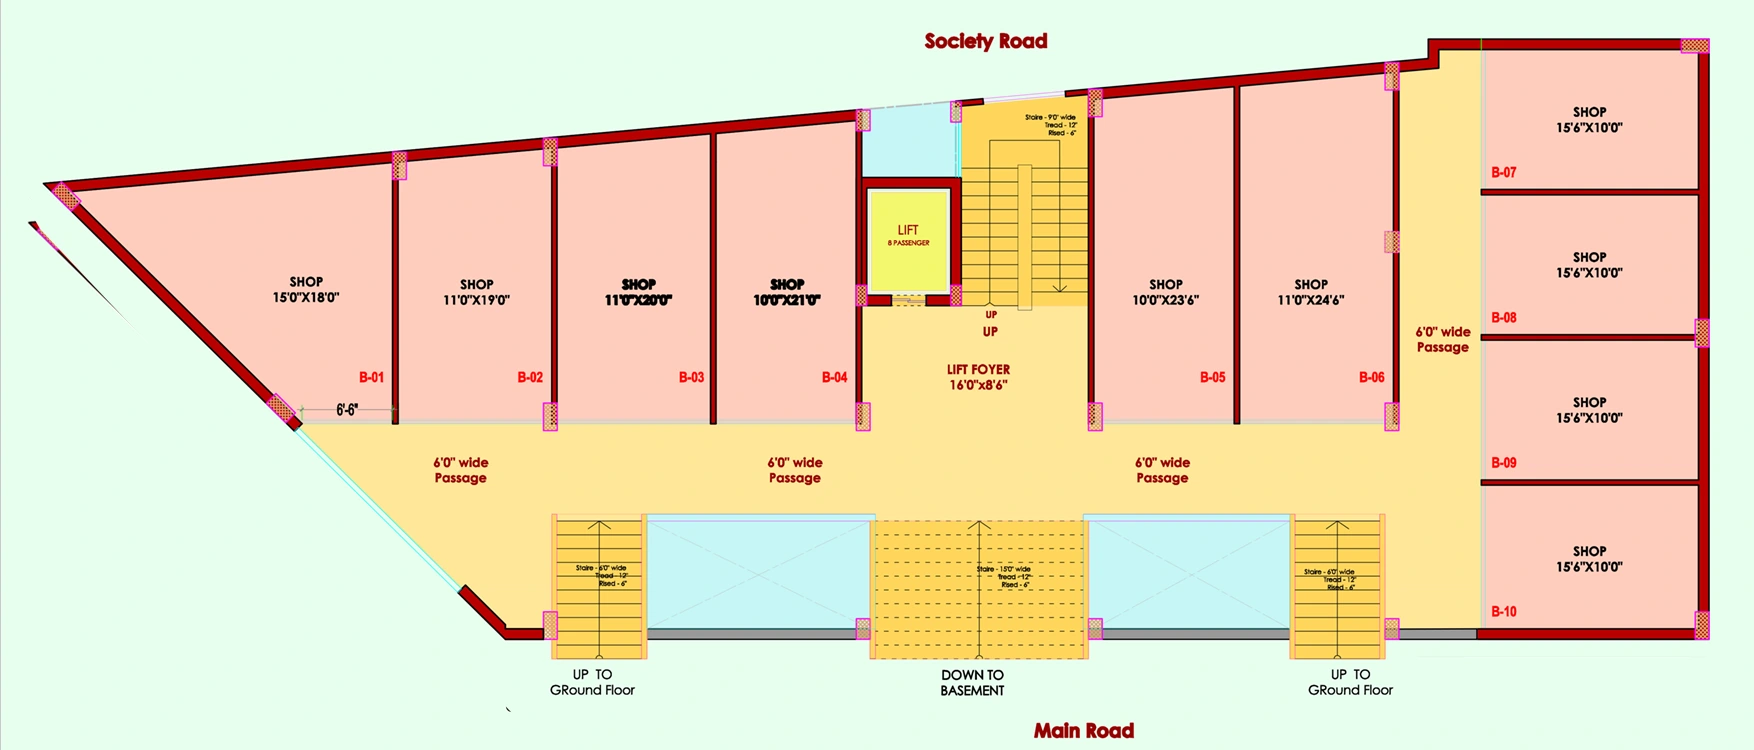 Society Road
SHOP
15'6"X10'0"
B-07
Staire - 9'0" wide
Tread - 12"
Rised - 6"
LIFT
8 PASSENGER
SHOP
15'0"X18'0"
B-01
6'-6"
SHOP
11'0"X19'0"
B-02
SHOP
11'0"X20'0"
B-03
SHOP
10'0"X21'0"
B-04
UP
UP
LIFT FOYER
16'0"x8'6"
SHOP
10'0"X23'6"
B-05
SHOP
11'0"X24'6"
B-06
6'0" wide
Passage
SHOP
15'6"X10'0"
B-08
SHOP
15'6"X10'0"
B-09
6'0" wide
Passage
6'0" wide
Passage
6'0" wide
Passage
SHOP
15'6"X10'0"
B-10
Staire - 6'0" wide
Tread - 12"
Rised - 6"
Staire - 15'0" wide
Tread - 12"
Rised - 6"
Staire - 6'0" wide
Tread - 12"
Rised - 6"
UP TO
GRound Floor
DOWN TO
BASEMENT
UP TO
GRound Floor
Main Road